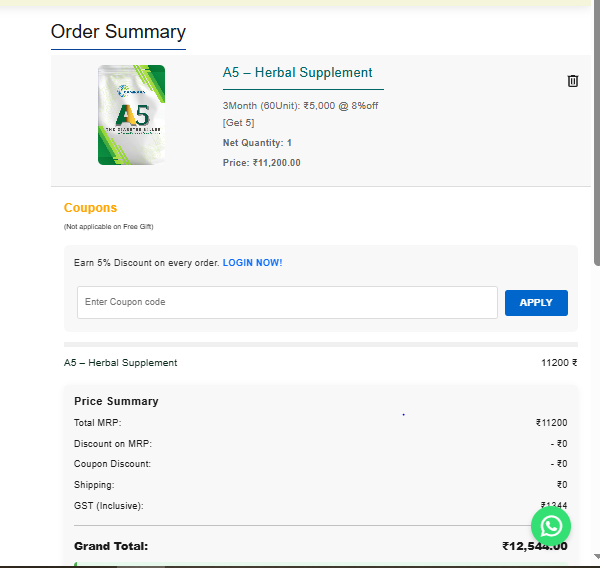 Order Summary
A5
THE DIABETES KILLER
A5 – Herbal Supplement
3Month (60Unit): ₹5,000 @ 8%off
[Get 5]
Net Quantity: 1
Price: ₹11,200.00
Coupons
(Not applicable on Free Gift)
Earn 5% Discount on every order. LOGIN NOW!
Enter Coupon code
APPLY
A5 – Herbal Supplement 11200 ₹
Price Summary
Total MRP: ₹11200
Discount on MRP: - ₹0
Coupon Discount: - ₹0
Shipping: ₹0
GST (Inclusive): ₹1344
Grand Total: ₹12,544.00